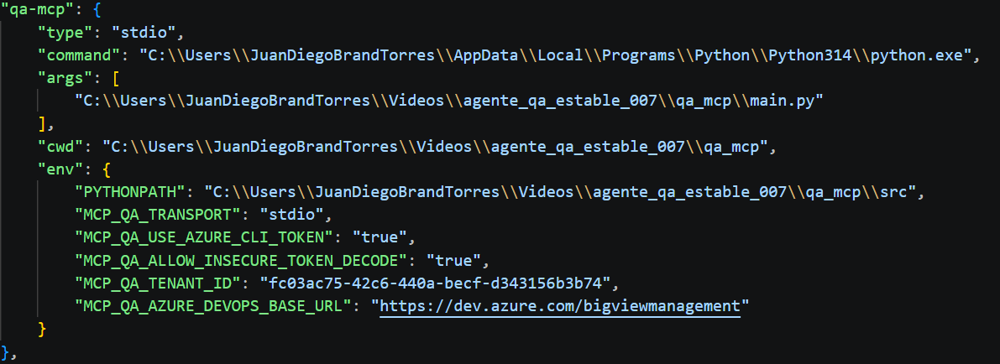 "qa-mcp": {
"type": "stdio",
"command": "C:\\Users\\JuanDiegoBrandTorres\\AppData\\Local\\Programs\\Python\\Python314\\python.exe",
"args": [
"C:\\Users\\JuanDiegoBrandTorres\\Videos\\agente_qa_estable_007\\qa_mcp\\main.py"
],
"cwd": "C:\\Users\\JuanDiegoBrandTorres\\Videos\\agente_qa_estable_007\\qa_mcp",
"env": {
"PYTHONPATH": "C:\\Users\\JuanDiegoBrandTorres\\Videos\\agente_qa_estable_007\\qa_mcp\\src",
"MCP_QA_TRANSPORT": "stdio",
"MCP_QA_USE_AZURE_CLI_TOKEN": "true",
"MCP_QA_ALLOW_INSECURE_TOKEN_DECODE": "true",
"MCP_QA_TENANT_ID": "fc03ac75-42c6-440a-becf-d343156b3b74",
"MCP_QA_AZURE_DEVOPS_BASE_URL": "https://dev.azure.com/bigviewmanagement"
}
},